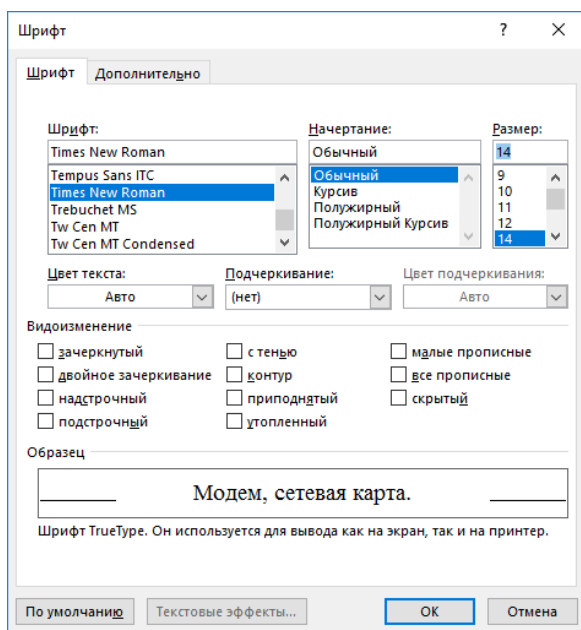 Шрифт ?
Шрифт Дополнительно
Шрифт: Начертание: Размер:
Times New Roman Обычный 14
Tempus Sans ITC Обычный 9
Times New Roman Курсив 10
Trebuchet MS Полужирный 11
Tw Cen MT Полужирный Курсив 12
Tw Cen MT Condensed 14
Цвет текста: Подчеркивание: Цвет подчеркивания:
Авто (нет) Авто
Видоизменение
зачеркнутый с тенью малые прописные
двойное зачеркивание контур все прописные
надстрочный приподнятый скрытый
подстрочный утопленный
Образец
Модем, сетевая карта.
Шрифт TrueType. Он используется для вывода как на экран, так и на принтер.
По умолчанию Текстовые эффекты... ОК Отмена